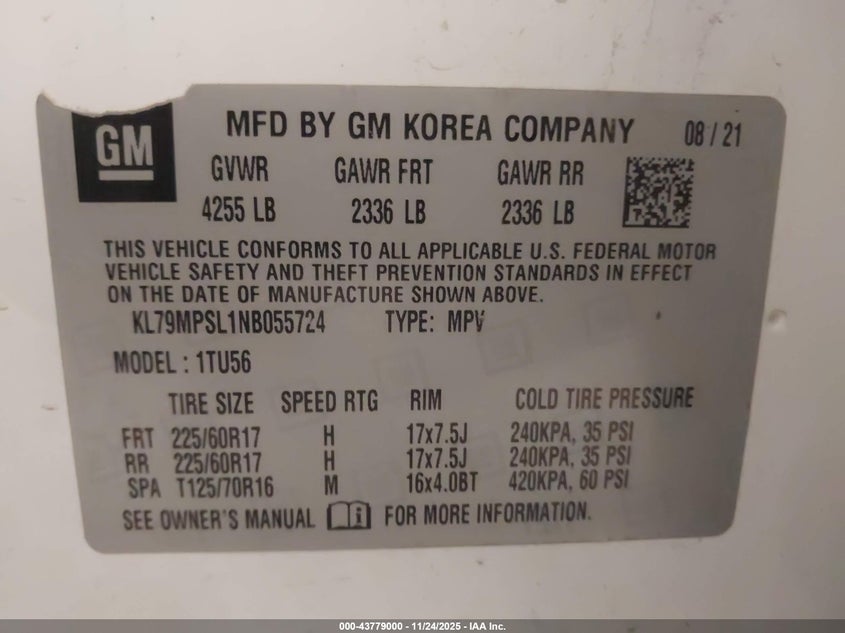 GM
MFD BY GM KOREA COMPANY 08 / 21
GVWR GAWR FRT GAWR RR
4255 LB 2336 LB 2336 LB
THIS VEHICLE CONFORMS TO ALL APPLICABLE U.S. FEDERAL MOTOR
VEHICLE SAFETY AND THEFT PREVENTION STANDARDS IN EFFECT
ON THE DATE OF MANUFACTURE SHOWN ABOVE.
KL79MPSL1NB055724 TYPE: MPV
MODEL : 1TU56
TIRE SIZE SPEED RTG RIM COLD TIRE PRESSURE
FRT 225/60R17 H 17x7.5J 240KPA, 35 PSI
RR 225/60R17 H 17x7.5J 240KPA, 35 PSI
SPA T125/70R16 M 16x4.0BT 420KPA, 60 PSI
SEE OWNER'S MANUAL i FOR MORE INFORMATION.
000-43779000 - 11/24/2025 - IAA Inc.